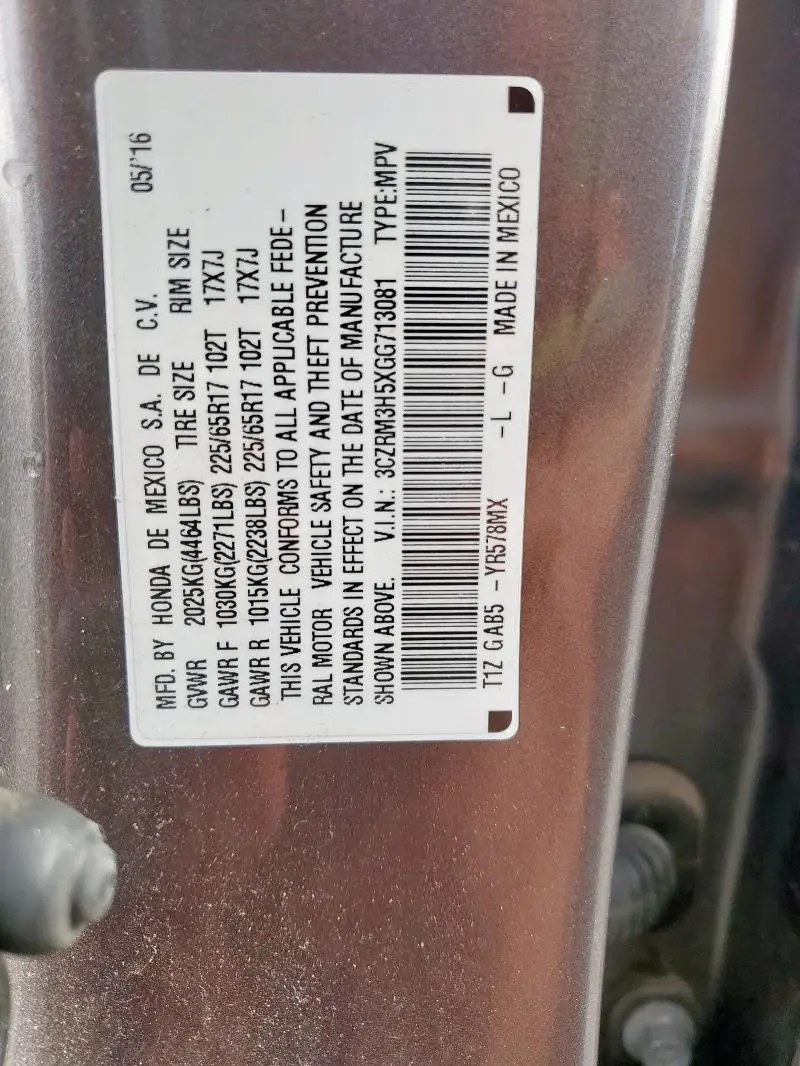 MFD. BY HONDA DE MEXICO S.A. DE C.V. 05/'16
GVWR 2025KG(4464LBS) TIRE SIZE RIM SIZE
GAWR F 1030KG(2271LBS) 225/65R17 102T 17X7J
GAWR R 1015KG(2238LBS) 225/65R17 102T 17X7J
THIS VEHICLE CONFORMS TO ALL APPLICABLE FEDE-
RAL MOTOR VEHICLE SAFETY AND THEFT PREVENTION
STANDARDS IN EFFECT ON THE DATE OF MANUFACTURE
SHOWN ABOVE. V.I.N.: 3CZRM3H5XGG713081 TYPE:MPV
T1Z GAB5 -YR578MX -L -G MADE IN MEXICO